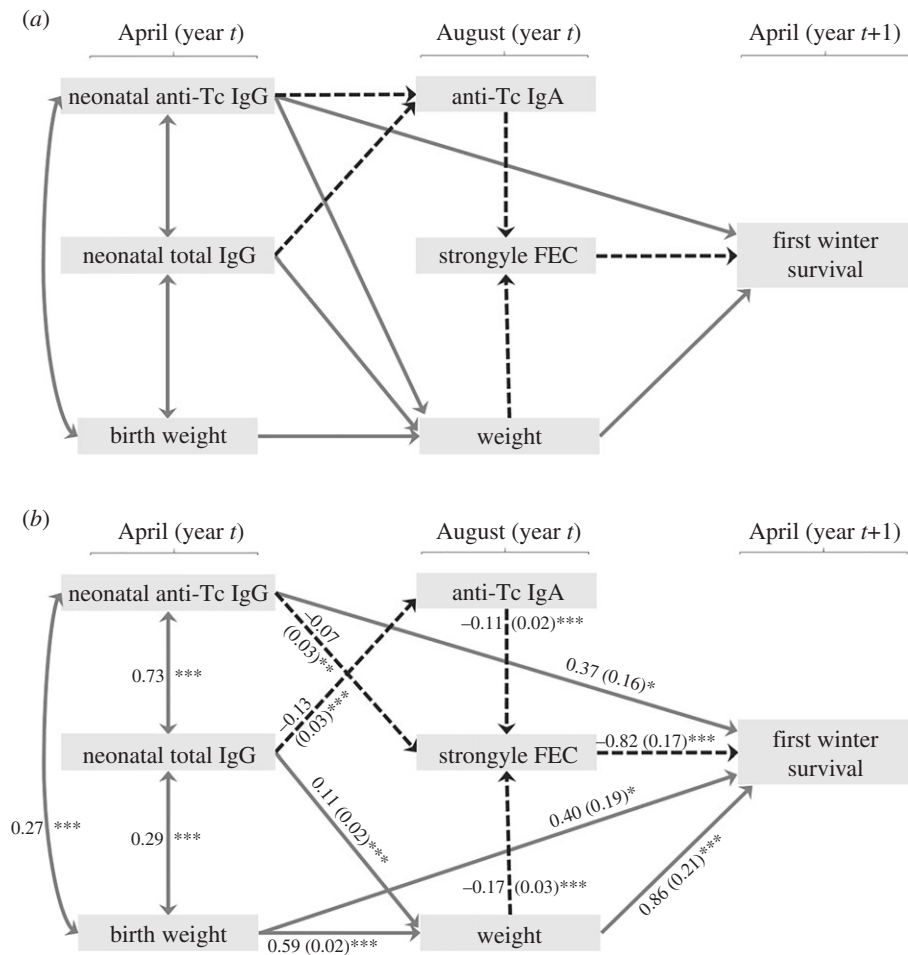 (a)
April (year t)
August (year t)
April (year t+1)
neonatal anti-Tc IgG
anti-Tc IgA
neonatal total IgG
strongyle FEC
first winter
survival
birth weight
weight
(b)
April (year t)
August (year t)
April (year t+1)
neonatal anti-Tc IgG
anti-Tc IgA
–0.07
(0.03)**
–0.11 (0.02)***
0.73 ***
0.37 (0.16)*
–0.13
(0.03)***
neonatal total IgG
strongyle FEC
–0.82 (0.17)***
first winter
survival
0.27 ***
0.29 ***
0.11 (0.02)***
0.40 (0.19)*
–0.17 (0.03)***
0.86 (0.21)***
birth weight
0.59 (0.02)***
weight